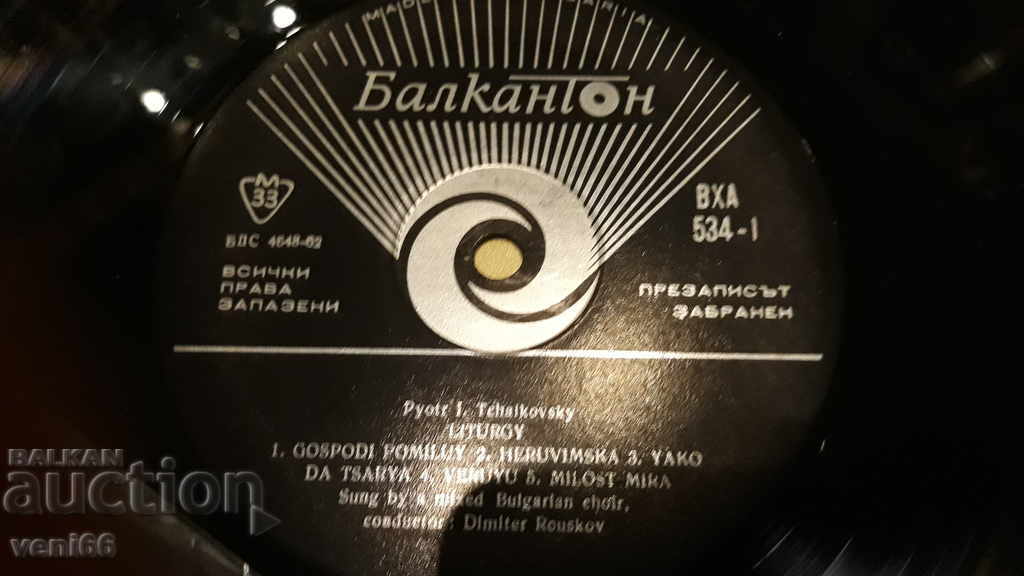 MADE
BULGARIA
Балкантон
M
33
ВХА
534-1
БДС 4648-62
ВСИЧКИ
ПРАВА
ЗАПАЗЕНИ
ПРЕЗАПИСЪТ
ЗАБРАНЕН
Pyotr I. Tchaikovsky
LITURGY
1. GOSPODI POMILUY 2. HERUVIMSKA 3. YAKO
DA TSARYA 4. VERUYU 5. MILOST MIRA
Sung by a mixed Bulgarian choir,
conductor: Dimiter Rouskov
BALKAN
auction
veni66